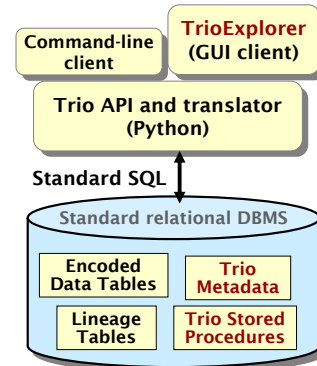 TrioExplorer
(GUI client)
Command-line
client
Trio API and translator
(Python)
Standard SQL
Standard relational DBMS
Encoded
Data Tables
Trio
Metadata
Lineage
Tables
Trio Stored
Procedures